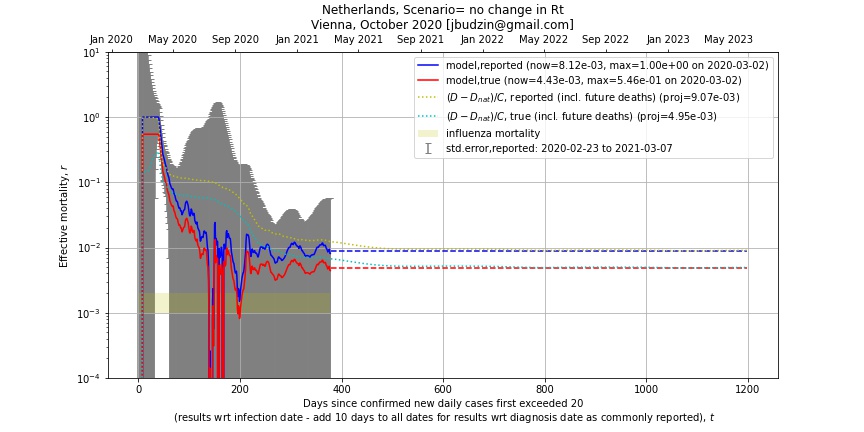 Netherlands, Scenario= no change in Rt
Vienna, October 2020 [jbudzin@gmail.com]
Jan 2020 May 2020 Sep 2020 Jan 2021 May 2021 Sep 2021 Jan 2022 May 2022 Sep 2022 Jan 2023 May 2023
model,reported (now=8.12e-03, max=1.00e+00 on 2020-03-02)
model,true (now=4.43e-03, max=5.46e-01 on 2020-03-02)
(D − Dnat)/C, reported (incl. future deaths) (proj=9.07e-03)
(D − Dnat)/C, true (incl. future deaths) (proj=4.95e-03)
influenza mortality
std.error,reported: 2020-02-23 to 2021-03-07
Effective mortality, r
10^1
10^0
10^−1
10^−2
10^−3
10^−4
0 200 400 600 800 1000 1200
Days since confirmed new daily cases first exceeded 20
(results wrt infection date - add 10 days to all dates for results wrt diagnosis date as commonly reported), t